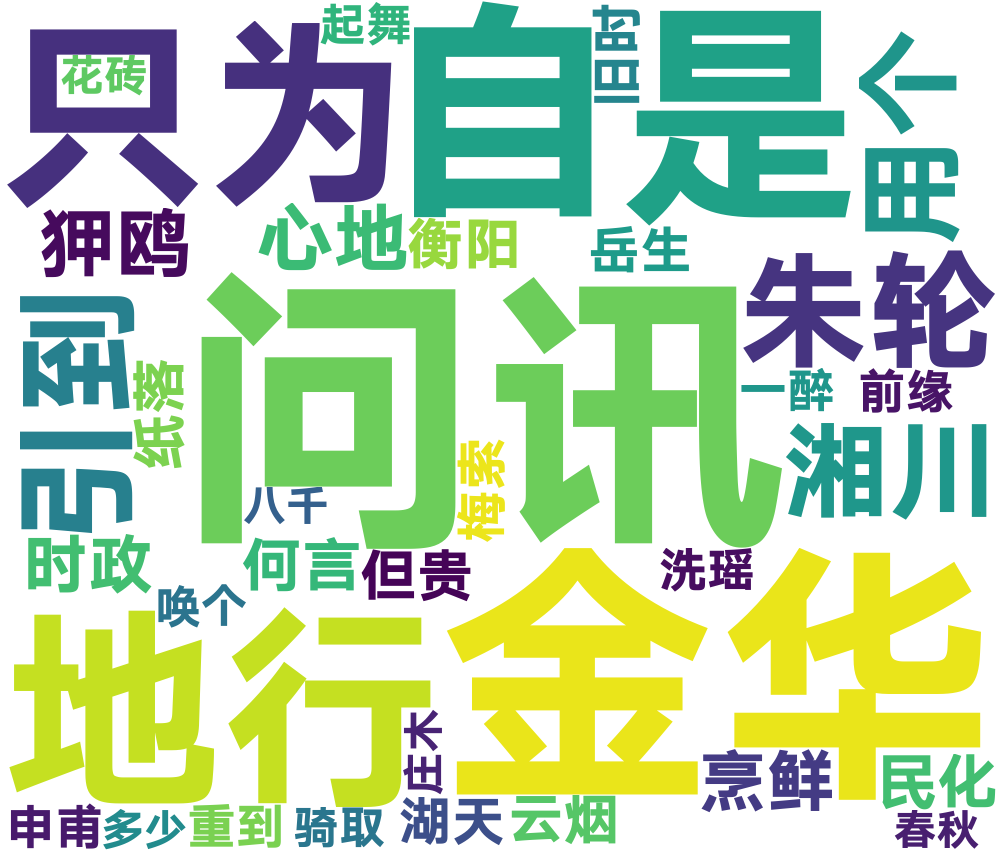 起舞
旧时
只为
自是
用个
花砖
狎鸥
心地
衡阳
岳生
朱轮
引到
问讯
纸落
一醉
前缘
湘川
梅索
八千
时政
何言
但贵
洗瑶
唤个
地行
金华
庄木
烹鲜
民化
申甫
多少
重到
骑取
湖天
云烟
春秋